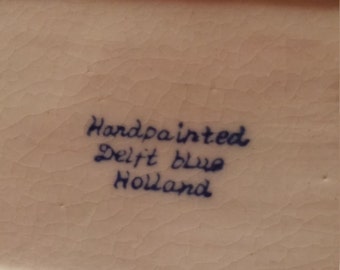 Handpainted
Delft blue
Holland